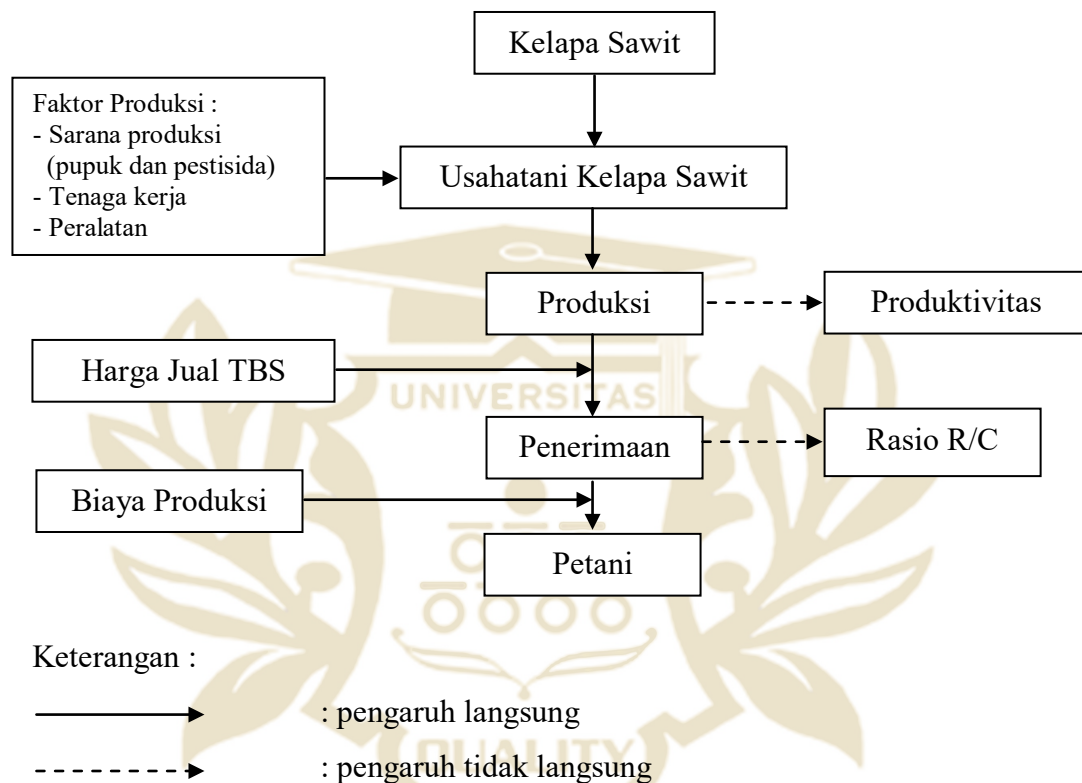 Kelapa Sawit
Faktor Produksi :
- Sarana produksi
(pupuk dan pestisida)
- Tenaga kerja
- Peralatan
Usahatani Kelapa Sawit
Produksi
Produktivitas
Harga Jual TBS
UNIVERSITAS
Penerimaan
Rasio R/C
Biaya Produksi
Petani
Keterangan :
: pengaruh langsung
QUALITY
: pengaruh tidak langsung